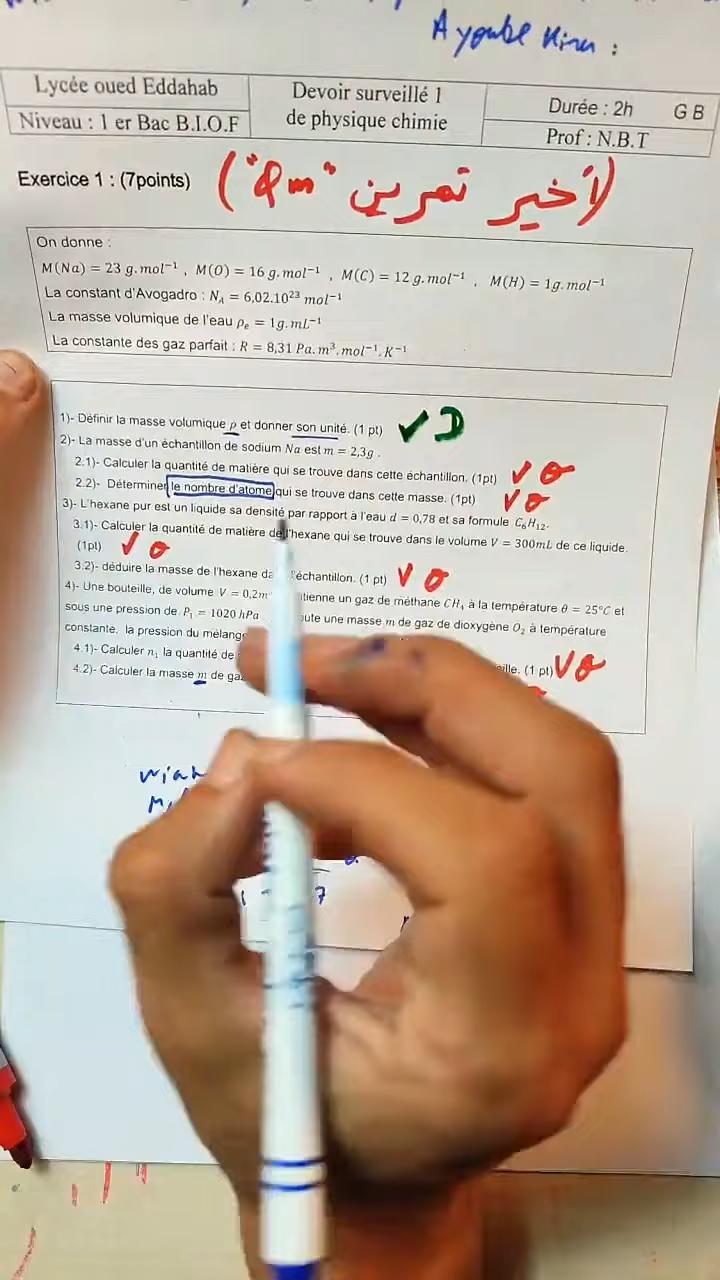 Ayoube
Lycée oued Eddahab
Niveau : 1 er Bac B.I.O.F
Devoir surveillé 1
de physique chimie
Durée : 2h G B
Prof : N.B.T
Exercice 1 : (7points)
(أخير تمرين "Qm")
On donne :
M(Na) = 23 g.mol⁻¹ , M(O) = 16 g.mol⁻¹ , M(C) = 12 g.mol⁻¹ , M(H) = 1g.mol⁻¹
La constant d'Avogadro : N_A = 6,02.10²³ mol⁻¹
La masse volumique de l'eau ρₑ = 1g.mL⁻¹
La constante des gaz parfait : R = 8,31 Pa.m³.mol⁻¹.K⁻¹
1)- Définir la masse volumique ρ et donner son unité. (1 pt)
2)- La masse d'un échantillon de sodium Na est m = 2,3g .
2.1)- Calculer la quantité de matière qui se trouve dans cette échantillon. (1pt)
2.2)- Déterminer le nombre d'atome qui se trouve dans cette masse. (1pt)
3)- L'hexane pur est un liquide sa densité par rapport à l'eau d = 0,78 et sa formule C₆H₁₂.
3.1)- Calculer la quantité de matière de l'hexane qui se trouve dans le volume V = 300mL de ce liquide.
(1pt)
3.2)- déduire la masse de l'hexane échantillon. (1 pt)
4)- Une bouteille, de volume V = 0,2m un gaz de méthane CH₄ à la température θ = 25°C et
sous une pression de P₁ = 1020 hPa une masse m de gaz de dioxygène O₂ à température
constante. la pression du mélange
4.1)- Calculer n₁ la quantité de (1 pt)
4.2)- Calculer la masse m de gaz